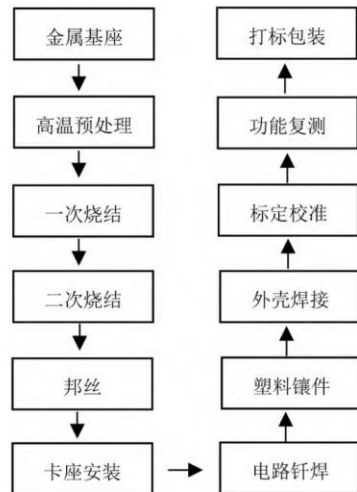 金属基座
高温预处理
一次烧结
二次烧结
邦丝
卡座安装
电路钎焊
塑料镶件
外壳焊接
标定校准
功能复测
打标包装